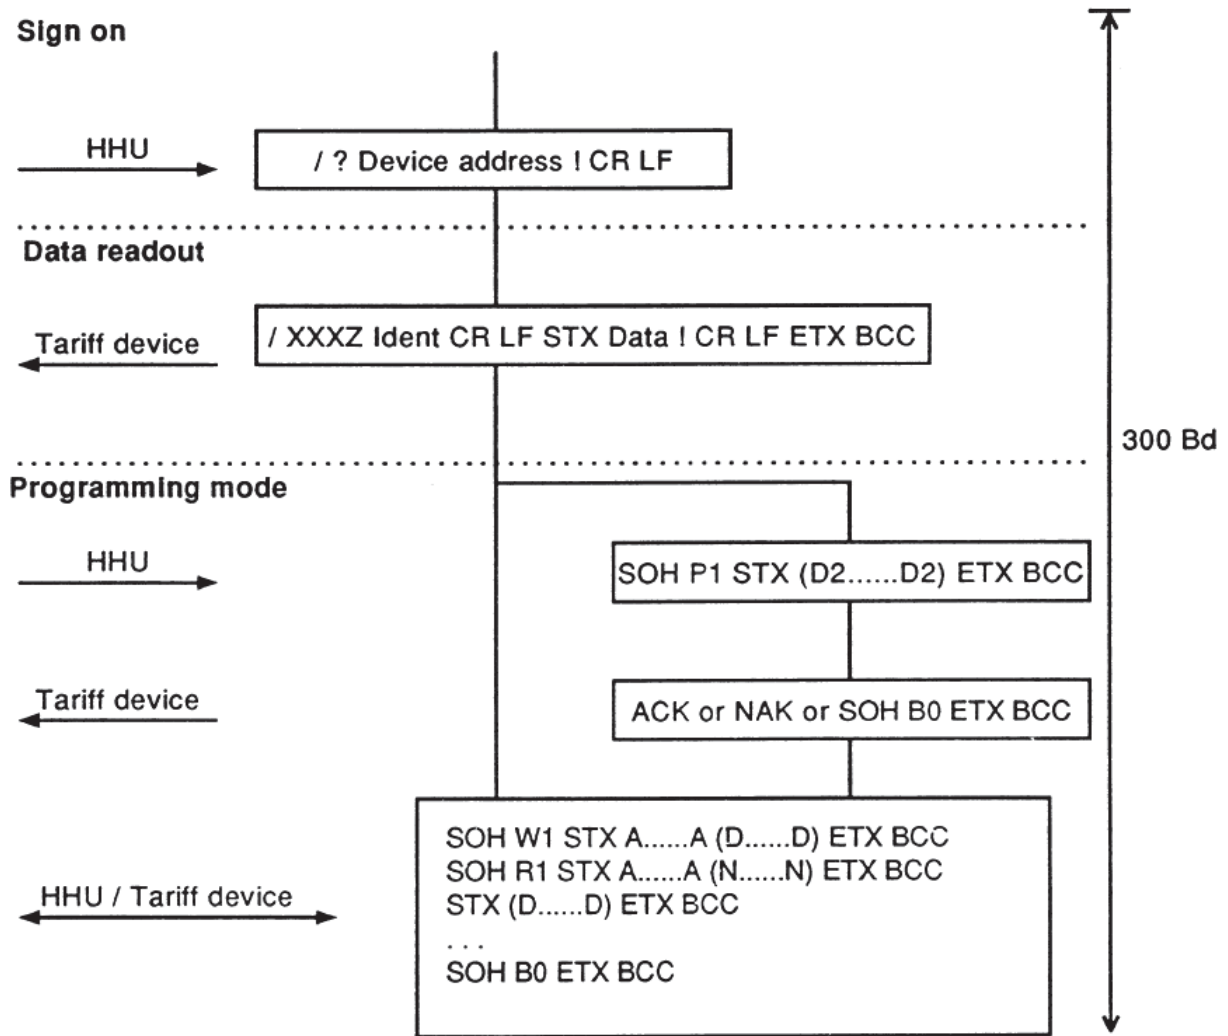 Sign on
HHU
/ ? Device address ! CR LF
Data readout
Tariff device
/ XXXZ Ident CR LF STX Data ! CR LF ETX BCC
300 Bd
Programming mode
HHU
SOH P1 STX (D2......D2) ETX BCC
Tariff device
ACK or NAK or SOH B0 ETX BCC
SOH W1 STX A......A (D......D) ETX BCC
SOH R1 STX A......A (N......N) ETX BCC
HHU / Tariff device
STX (D......D) ETX BCC
. . .
SOH B0 ETX BCC